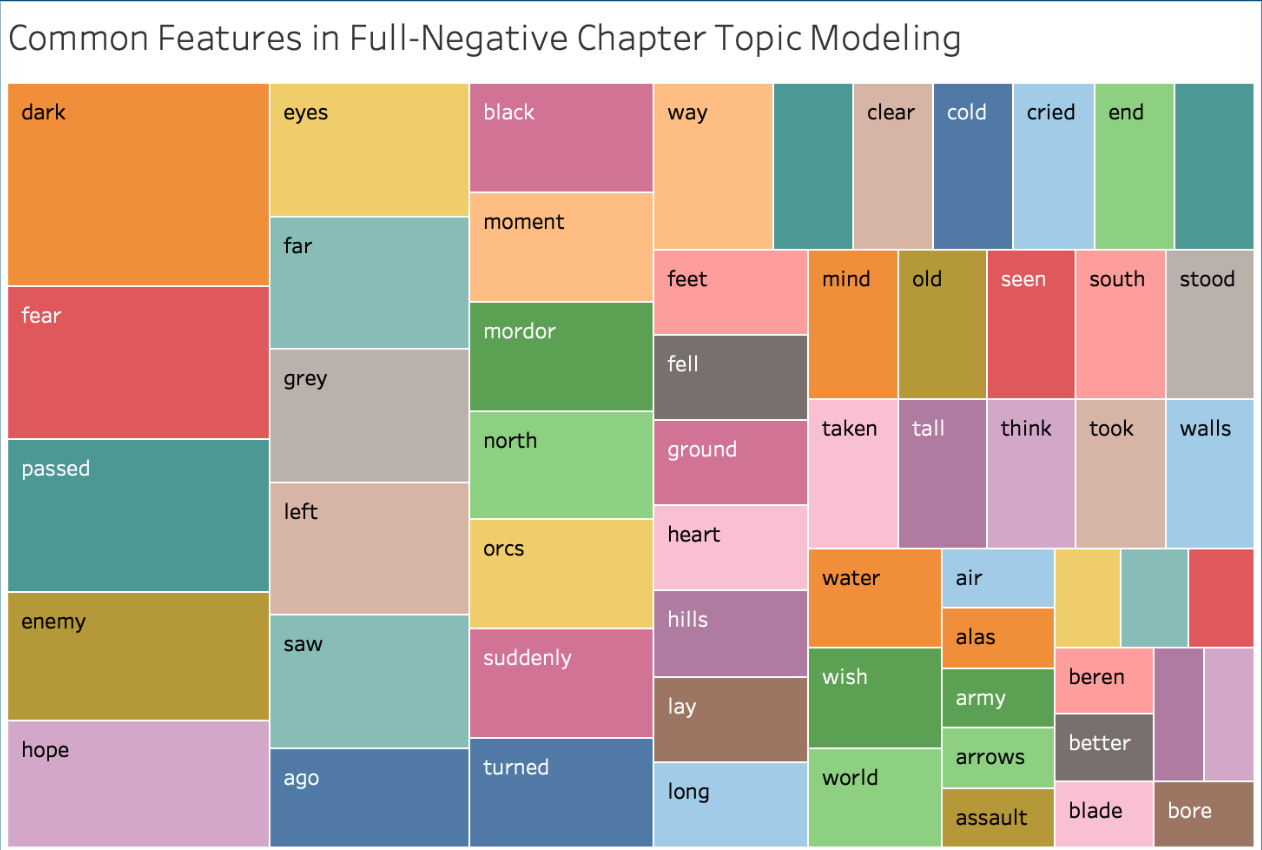 Common Features in Full-Negative Chapter Topic Modeling
dark
fear
passed
enemy
hope
eyes
far
grey
left
saw
ago
black
moment
mordor
north
orcs
suddenly
turned
way
clear
cold
cried
end
feet
fell
ground
heart
hills
lay
long
mind
old
seen
south
stood
taken
tall
think
took
walls
water
wish
world
air
alas
army
arrows
assault
beren
better
blade
bore